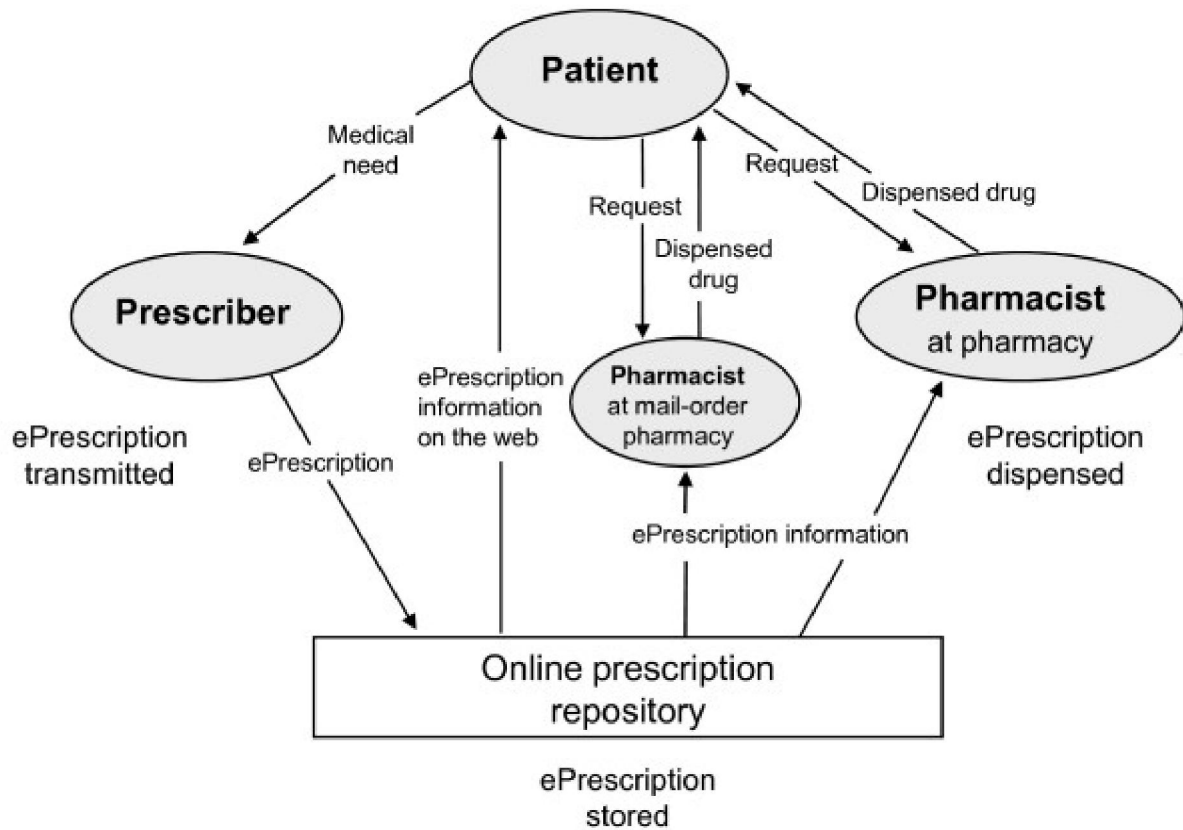 Patient
Medical
need
Request
Request
Dispensed drug
Dispensed
drug
Prescriber
Pharmacist
at pharmacy
ePrescription
information
on the web
Pharmacist
at mail-order
pharmacy
ePrescription
transmitted
ePrescription
ePrescription
dispensed
ePrescription information
Online prescription
repository
ePrescription
stored